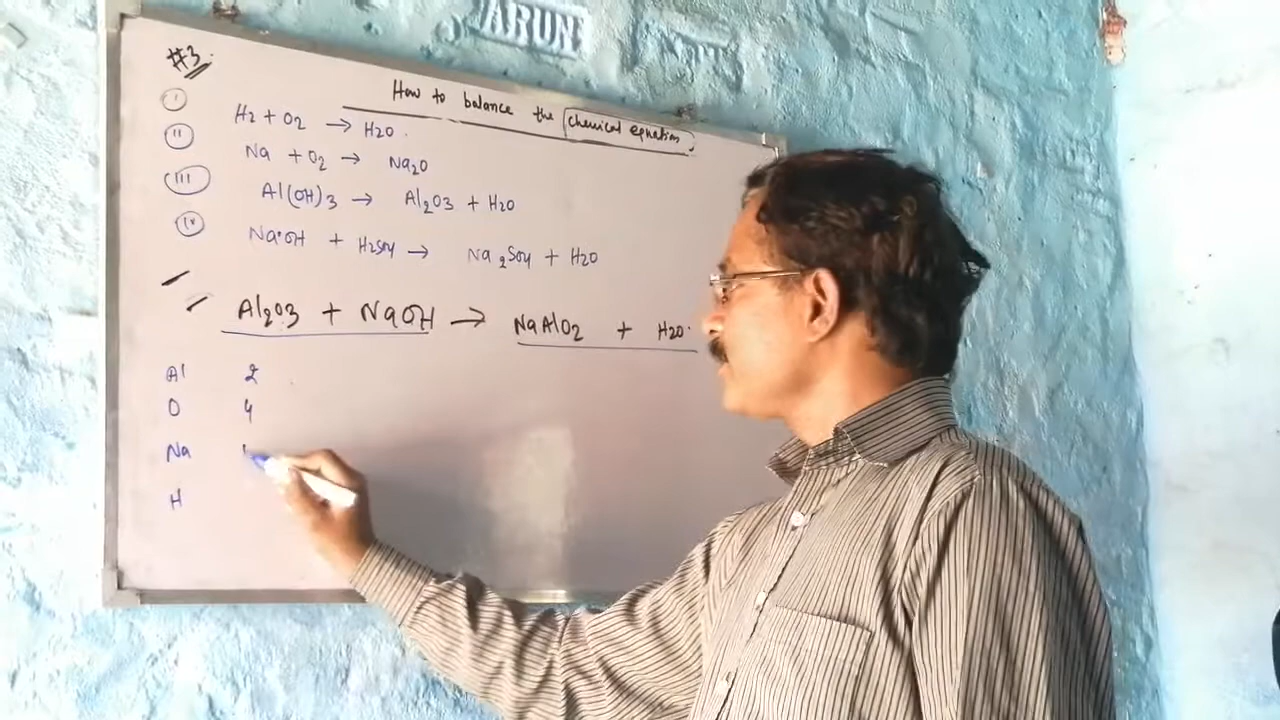 ARUN
#3.
How to balance the chemical equation
(i) H2 + O2 → H2O.
(ii) Na + O2 → Na2O
(iii) Al(OH)3 → Al2O3 + H2O
(iv) NaOH + H2SO4 → Na2SO4 + H2O
Al2O3 + NaOH → NaAlO2 + H2O.
Al 2
O 4
Na
H